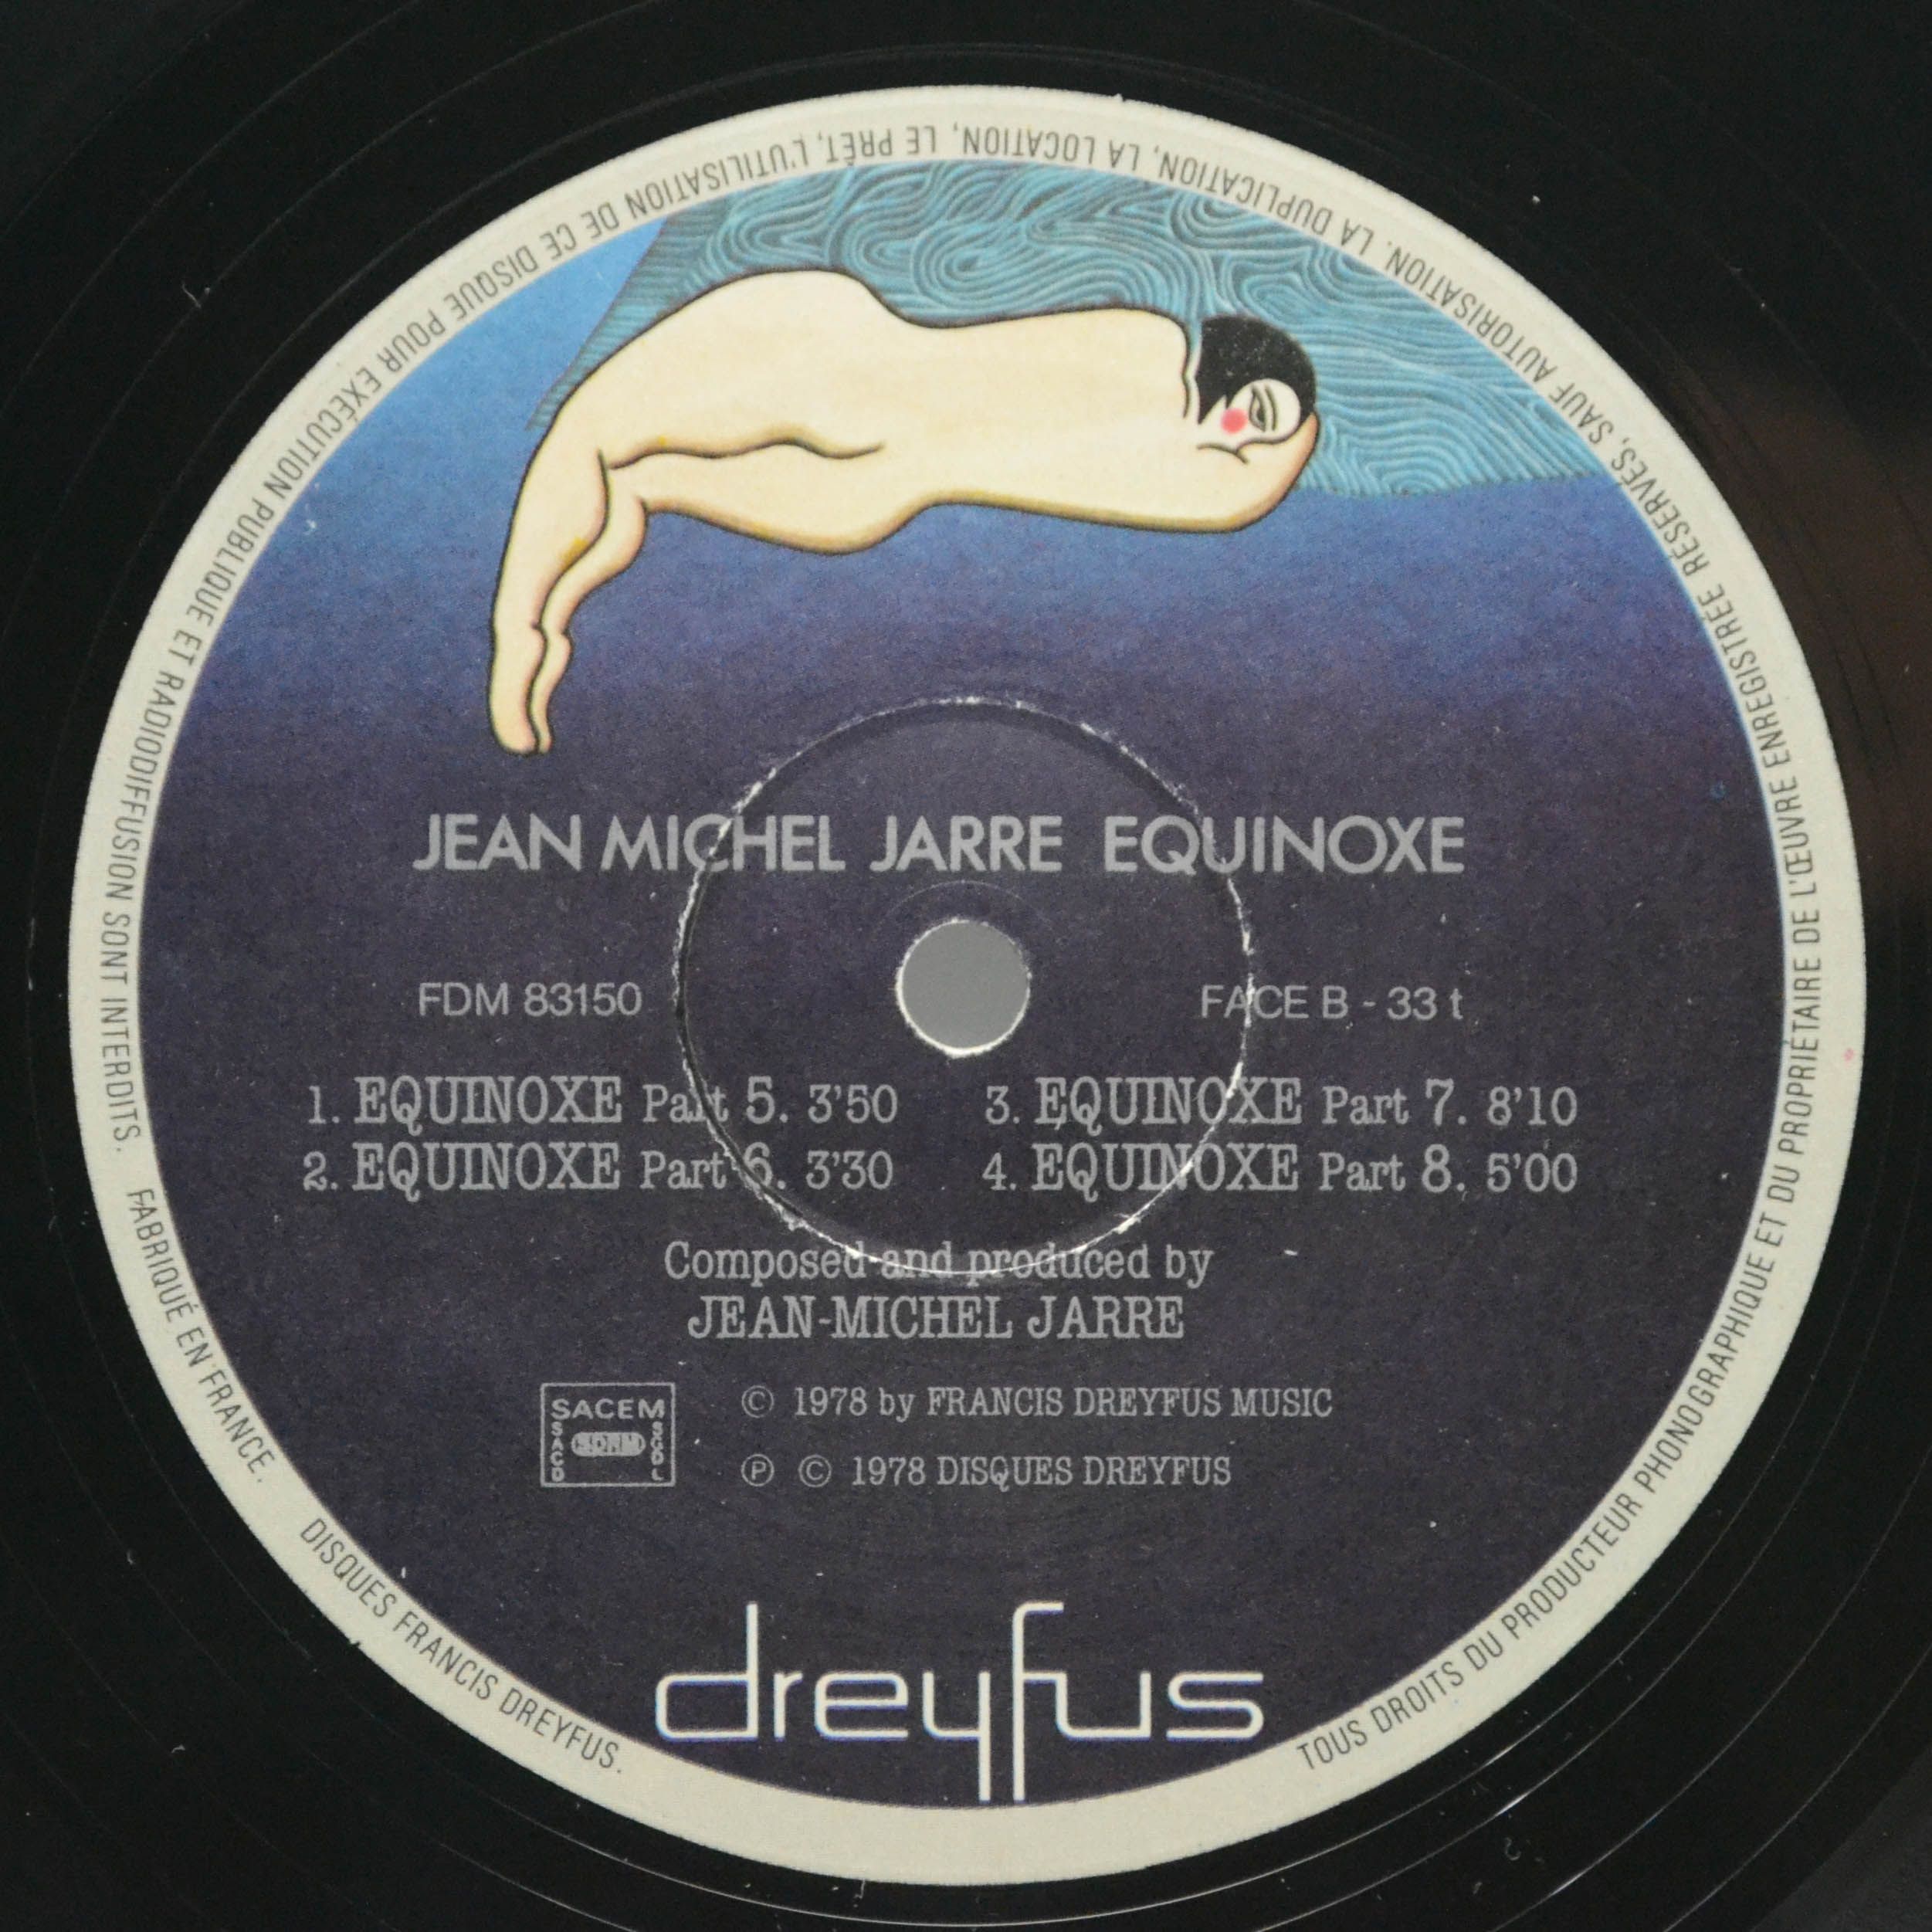 JEAN MICHEL JARRE EQUINOXE
FDM 83150
FACE B - 33 t
1. EQUINOXE Part 5. 3'50
2. EQUINOXE Part 6. 3'30
3. EQUINOXE Part 7. 8'10
4. EQUINOXE Part 8. 5'00
Composed and produced by
JEAN-MICHEL JARRE
SACEM
SACD
SDRM
SGDL
© 1978 by FRANCIS DREYFUS MUSIC
℗ © 1978 DISQUES DREYFUS
dreyfus
TOUS DROITS DU PRODUCTEUR PHONOGRAPHIQUE ET DU PROPRIÉTAIRE DE L'ŒUVRE ENREGISTRÉE RÉSERVÉS, SAUF AUTORISATION. LA DUPLICATION, LA LOCATION, LE PRÊT, L'UTILISATION DE CE DISQUE POUR EXÉCUTION PUBLIQUE ET RADIODIFFUSION SONT INTERDITS. FABRIQUÉ EN FRANCE. DISQUES FRANCIS DREYFUS.